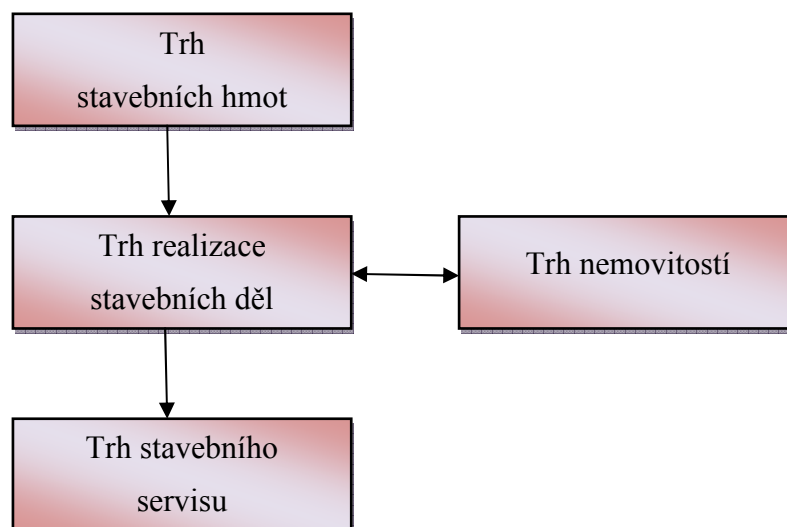 Trh
stavebních hmot
Trh realizace
stavebních děl
Trh nemovitostí
Trh stavebního
servisu